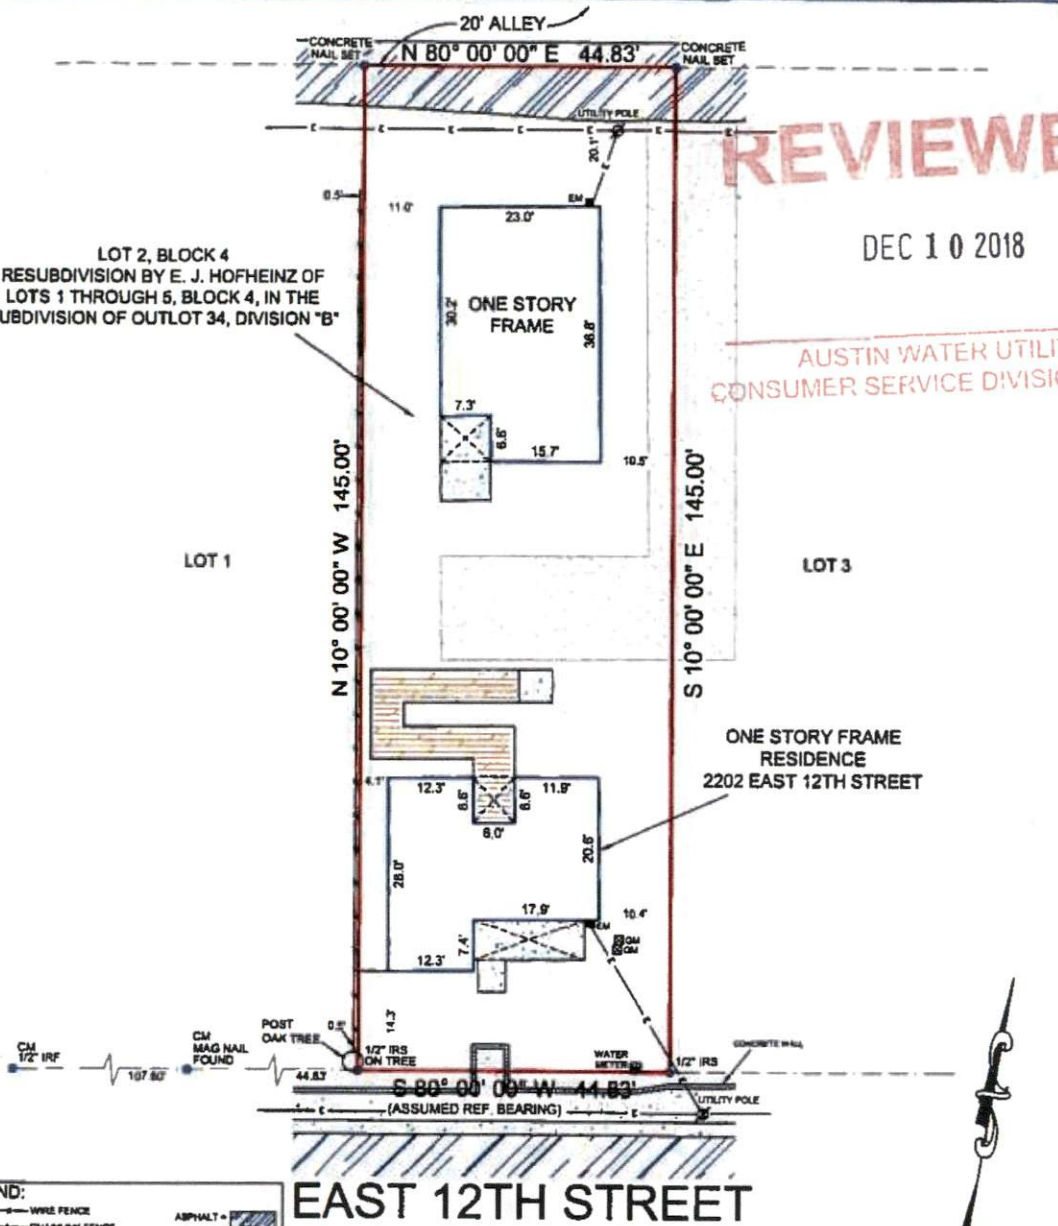 20' ALLEY
CONCRETE
NAIL SET
N 80° 00' 00" E 44.83'
CONCRETE
NAIL SET
UTILITY POLE
E E E E E E E
REVIEWE
20.1'
E
0.5'
11.0'
EM
23.0'
DEC 10 2018
LOT 2, BLOCK 4
RESUBDIVISION BY E. J. HOFHEINZ OF
LOTS 1 THROUGH 5, BLOCK 4, IN THE
UBDIVISION OF OUTLOT 34, DIVISION "B"
30.2'
ONE STORY
FRAME
36.8'
AUSTIN WATER UTILI
CONSUMER SERVICE DIVISIO
7.3'
6.6'
15.7'
10.5'
N 10° 00' 00" W 145.00'
S 10° 00' 00" E 145.00'
LOT 1
LOT 3
ONE STORY FRAME
RESIDENCE
2202 EAST 12TH STREET
4.1'
12.3'
6.6'
6.6'
11.9'
6.0'
28.0'
20.6'
17.9'
10.4'
EM
GM
GM
7.4'
12.3'
E
E
14.3'
POST
OAK TREE
0.5'
1/2" IRS
ON TREE
CM
1/2" IRF
CM
MAG NAIL
FOUND
WATER
METER
1/2" IRS
CONCRETE WALL
107.60'
44.83'
S 80° 00' 00" W 44.83'
(ASSUMED REF. BEARING)
E E E
UTILITY POLE
EAST 12TH STREET
ND:
WIRE FENCE
ASPHALT =